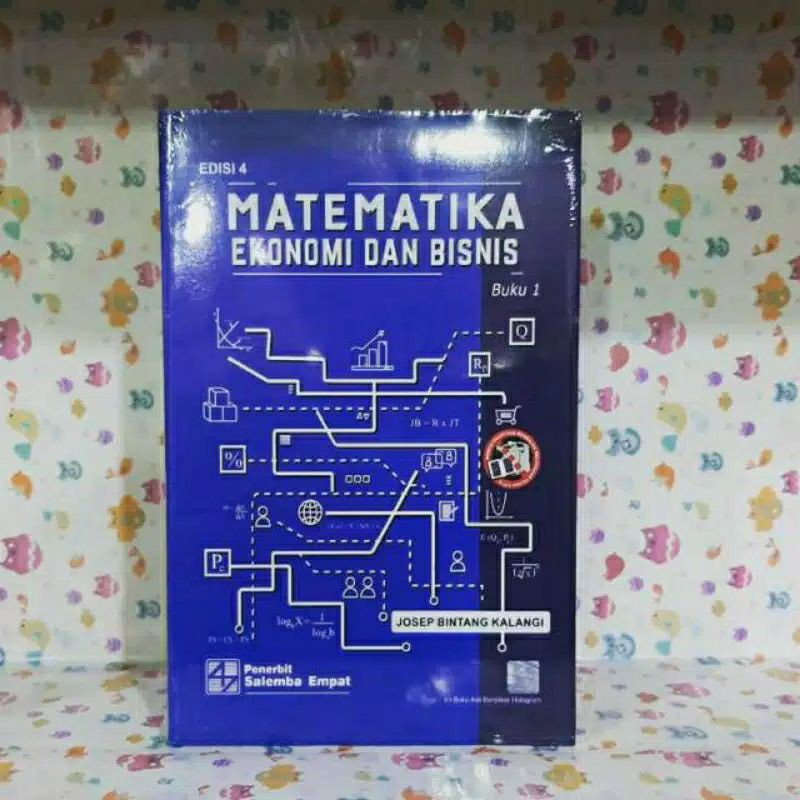 EDISI 4
MATEMATIKA
EKONOMI DAN BISNIS
Buku 1
Q
JB = R x JT
%
JOSEP BINTANG KALANGI
Penerbit
Salemba Empat